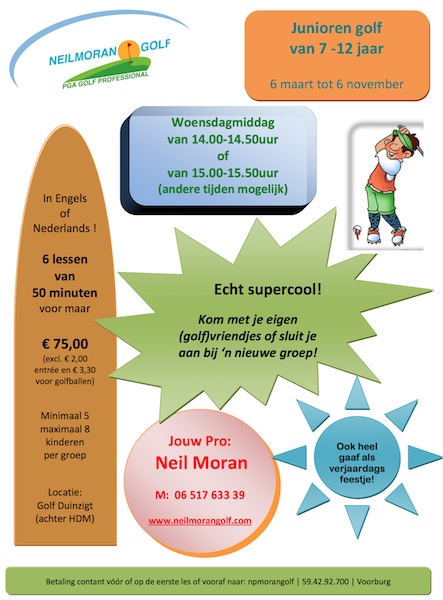 NEILMORAN GOLF
PGA GOLF PROFESSIONAL
Junioren golf
van 7 -12 jaar
6 maart tot 6 november
Woensdagmiddag
van 14.00-14.50uur
of
van 15.00-15.50uur
(andere tijden mogelijk)
In Engels
of
Nederlands !
6 lessen
van
50 minuten
voor maar
€ 75,00
(excl. € 2,00
entrée en € 3,30
voor golfballen)
Minimaal 5
maximaal 8
kinderen
per groep
Locatie:
Golf Duinzigt
(achter HDM)
Echt supercool!
Kom met je eigen
(golf)vriendjes of sluit je
aan bij ‘n nieuwe groep!
Jouw Pro:
Neil Moran
M: 06 517 633 39
www.neilmorangolf.com
Ook heel
gaaf als
verjaardags
feestje!
Betaling contant vóór of op de eerste les of vooraf naar: npmorangolf | 59.42.92.700 | Voorburg